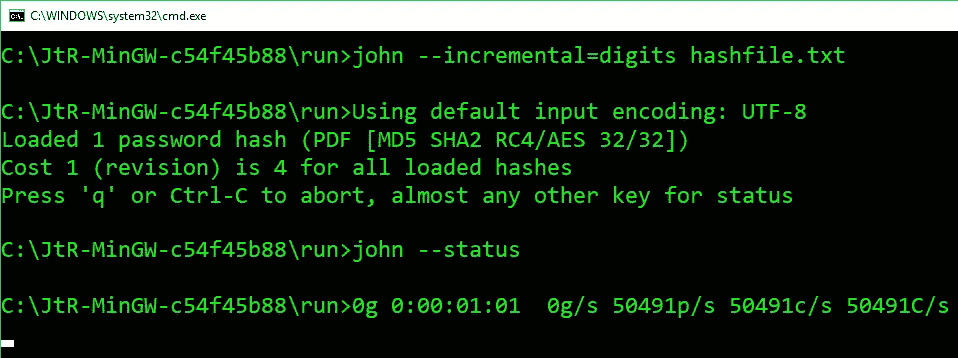 C:\WINDOWS\system32\cmd.exe
C:\JtR-MinGW-c54f45b88\run>john --incremental=digits hashfile.txt
C:\JtR-MinGW-c54f45b88\run>Using default input encoding: UTF-8
Loaded 1 password hash (PDF [MD5 SHA2 RC4/AES 32/32])
Cost 1 (revision) is 4 for all loaded hashes
Press 'q' or Ctrl-C to abort, almost any other key for status
C:\JtR-MinGW-c54f45b88\run>john --status
C:\JtR-MinGW-c54f45b88\run>0g 0:00:01:01  0g/s 50491p/s 50491c/s 50491C/s